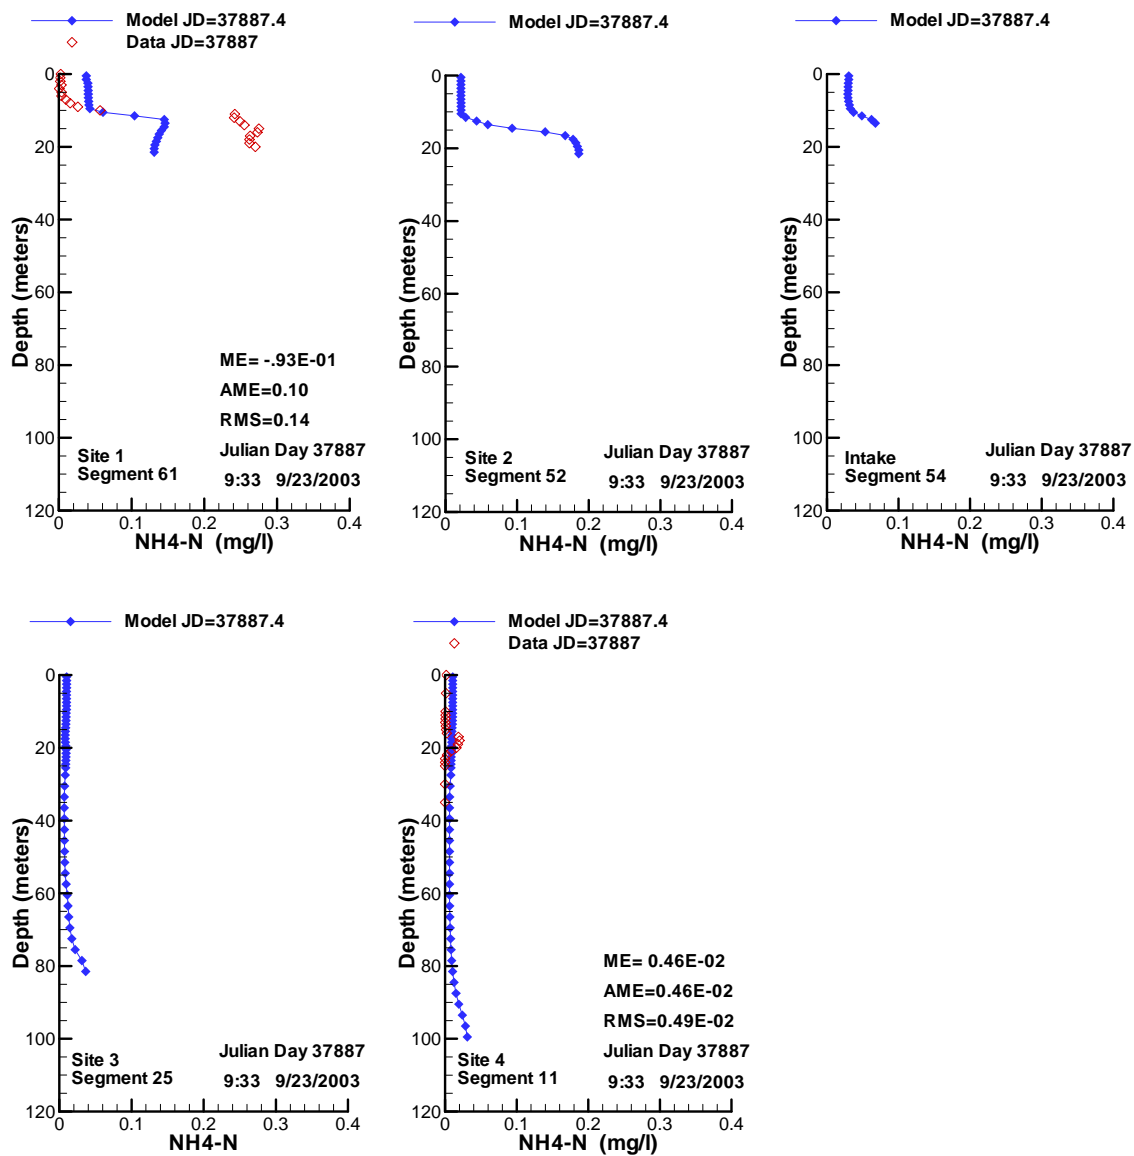 Model JD=37887.4
Data JD=37887
0
20
40
60
80
100
120
Depth (meters)
ME= -.93E-01
AME=0.10
RMS=0.14
Site 1
Segment 61
Julian Day 37887
9:33 9/23/2003
0 0.1 0.2 0.3 0.4
NH4-N (mg/l)
Model JD=37887.4
0
20
40
60
80
100
120
Depth (meters)
Site 2
Segment 52
Julian Day 37887
9:33 9/23/2003
0 0.1 0.2 0.3 0.4
NH4-N (mg/l)
Model JD=37887.4
0
20
40
60
80
100
120
Depth (meters)
Intake
Segment 54
Julian Day 37887
9:33 9/23/2003
0 0.1 0.2 0.3 0.4
NH4-N (mg/l)
Model JD=37887.4
0
20
40
60
80
100
120
Depth (meters)
Site 3
Segment 25
Julian Day 37887
9:33 9/23/2003
0 0.1 0.2 0.3 0.4
NH4-N
Model JD=37887.4
Data JD=37887
0
20
40
60
80
100
120
Depth (meters)
ME= 0.46E-02
AME=0.46E-02
RMS=0.49E-02
Site 4
Segment 11
Julian Day 37887
9:33 9/23/2003
0 0.1 0.2 0.3 0.4
NH4-N (mg/l)